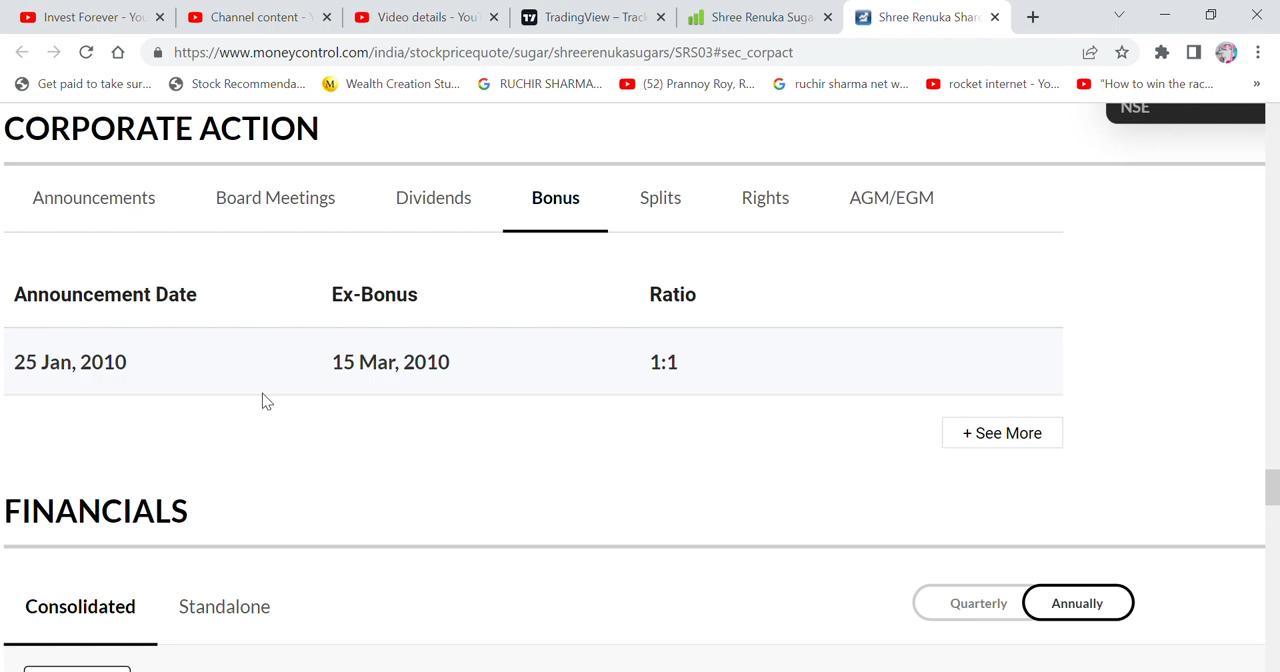 Invest Forever - You
Channel content - Y
Video details - YouT
TradingView – Track
Shree Renuka Suga
Shree Renuka Share
https://www.moneycontrol.com/india/stockpricequote/sugar/shreerenukasugars/SRS03#sec_corpact
Get paid to take sur...
Stock Recommenda...
Wealth Creation Stu...
RUCHIR SHARMA...
(52) Prannoy Roy, R...
ruchir sharma net w...
rocket internet - Yo...
"How to win the rac...
»
NSE
CORPORATE ACTION
Announcements Board Meetings Dividends Bonus Splits Rights AGM/EGM
Announcement Date Ex-Bonus Ratio
25 Jan, 2010 15 Mar, 2010 1:1
+ See More
FINANCIALS
Consolidated Standalone Quarterly Annually